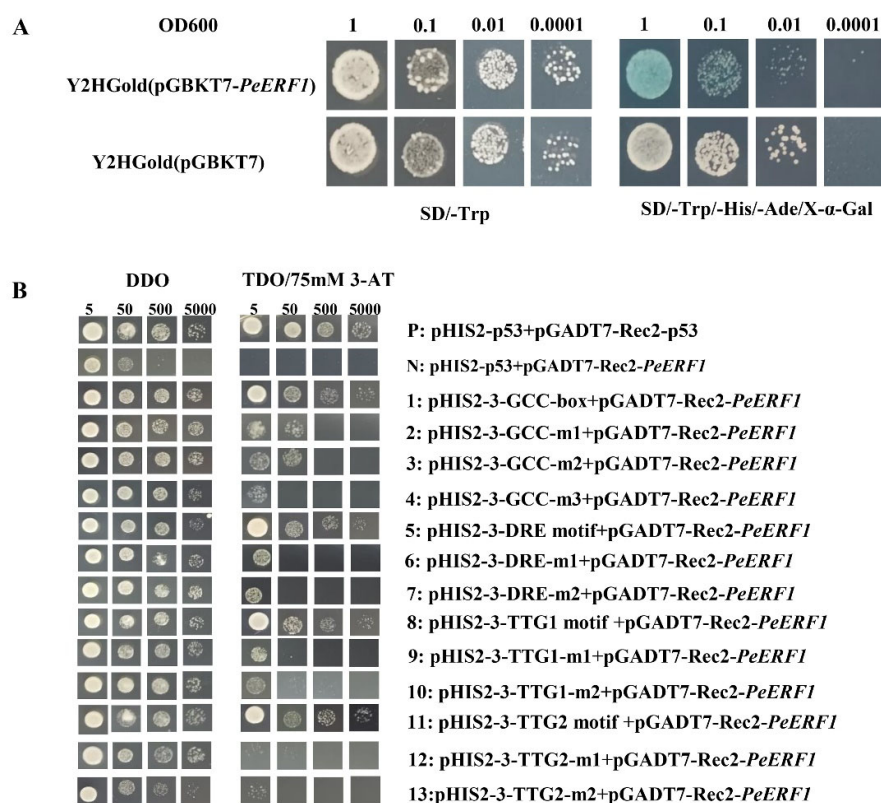 A
OD600 1 0.1 0.01 0.0001 1 0.1 0.01 0.0001
Y2HGold(pGBKT7-PeERF1)
Y2HGold(pGBKT7)
SD/-Trp SD/-Trp/-His/-Ade/X-α-Gal
B
DDO TDO/75mM 3-AT
5 50 500 5000 5 50 500 5000
P: pHIS2-p53+pGADT7-Rec2-p53
N: pHIS2-p53+pGADT7-Rec2-PeERF1
1: pHIS2-3-GCC-box+pGADT7-Rec2-PeERF1
2: pHIS2-3-GCC-m1+pGADT7-Rec2-PeERF1
3: pHIS2-3-GCC-m2+pGADT7-Rec2-PeERF1
4: pHIS2-3-GCC-m3+pGADT7-Rec2-PeERF1
5: pHIS2-3-DRE motif+pGADT7-Rec2-PeERF1
6: pHIS2-3-DRE-m1+pGADT7-Rec2-PeERF1
7: pHIS2-3-DRE-m2+pGADT7-Rec2-PeERF1
8: pHIS2-3-TTG1 motif +pGADT7-Rec2-PeERF1
9: pHIS2-3-TTG1-m1+pGADT7-Rec2-PeERF1
10: pHIS2-3-TTG1-m2+pGADT7-Rec2-PeERF1
11: pHIS2-3-TTG2 motif +pGADT7-Rec2-PeERF1
12: pHIS2-3-TTG2-m1+pGADT7-Rec2-PeERF1
13:pHIS2-3-TTG2-m2+pGADT7-Rec2-PeERF1